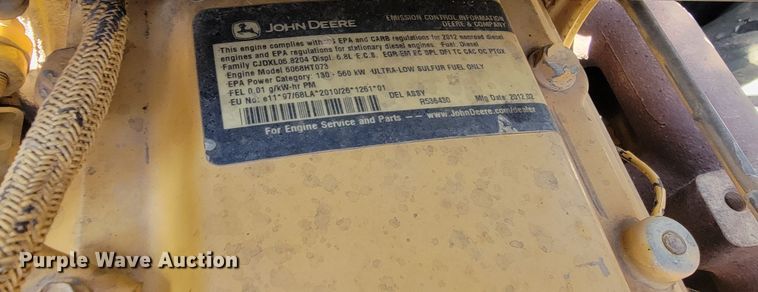 JOHN DEERE
EMISSION CONTROL INFORMATION
DEERE & COMPANY
This engine complies with US EPA and CARB regulations for 2012 nonroad diesel
engines and EPA regulations for stationary diesel engines. Fuel: Diesel
Family CJDXL06.8204 Displ. 6.8L E.C.S. EGR EM EC SPL DFI TC CAC OC PTOX
Engine Model 6068HT073
EPA Power Category: 130 - 560 kW ULTRA-LOW SULFUR FUEL ONLY
FEL 0.01 g/kW-hr PM
EU No: e11*97/68LA*2010/26*1261*01
DEL ASSY
R536430
Mfg Date: 2012.02
For Engine Service and Parts -- www.JohnDeere.com/dealer
Purple Wave Auction